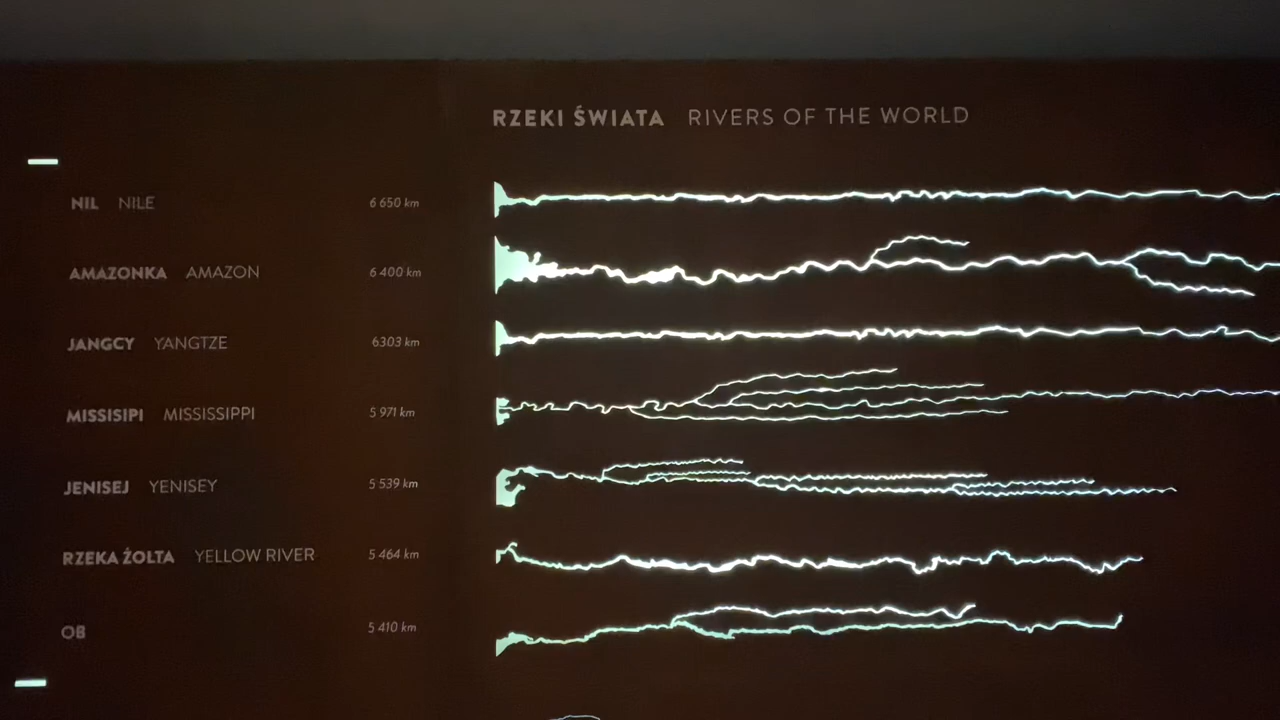 RZEKI ŚWIATA RIVERS OF THE WORLD
NIL NILE 6 650 km
AMAZONKA AMAZON 6 400 km
JANGCY YANGTZE 6303 km
MISSISIPI MISSISSIPPI 5 971 km
JENISEJ YENISEY 5 539 km
RZEKA ŻOLTA YELLOW RIVER 5 464 km
OB 5 410 km